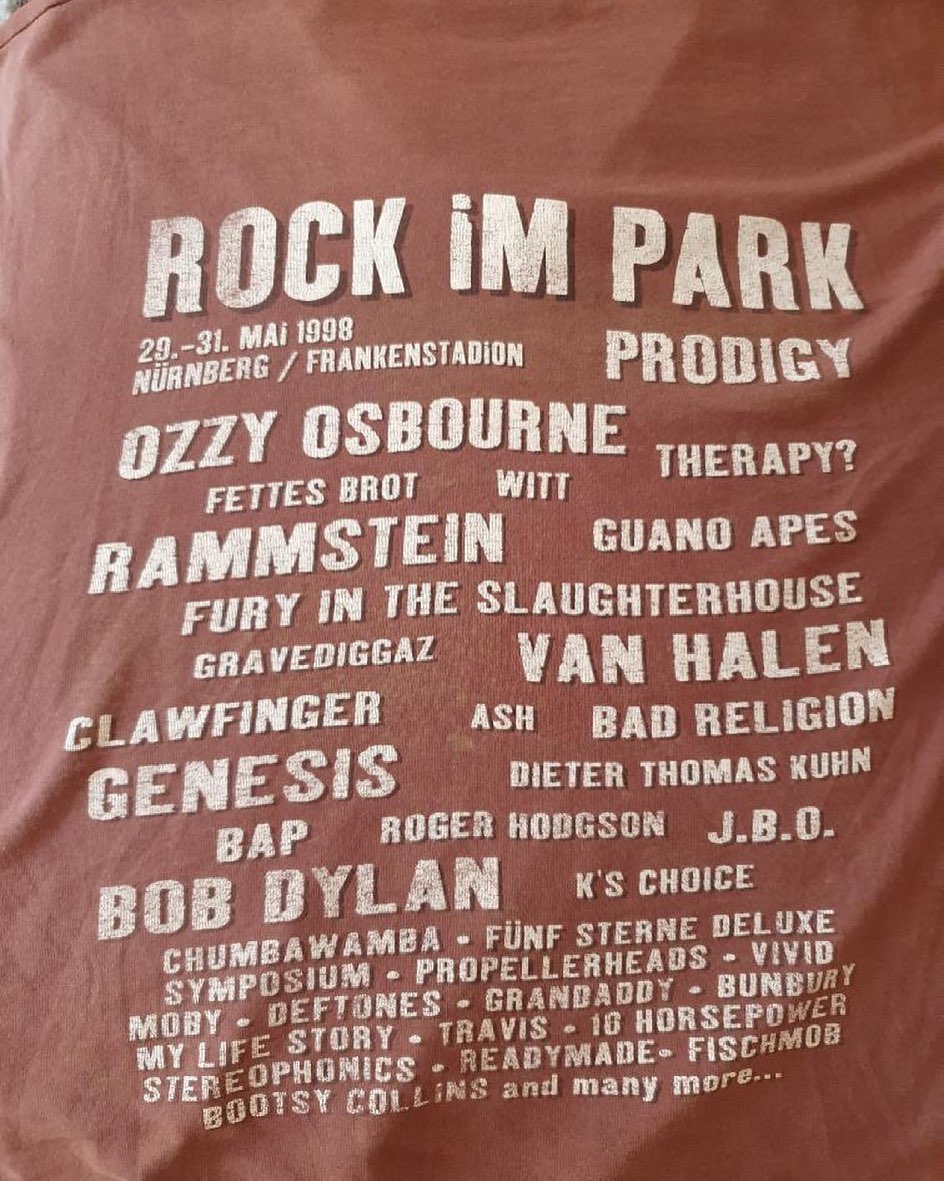 ROCK iM PARK
29.-31. MAi 1998
NÜRNBERG / FRANKENSTADiON
PRODIGY
OZZY OSBOURNE
THERAPY?
FETTES BROT WITT
RAMMSTEIN GUANO APES
FURY IN THE SLAUGHTERHOUSE
GRAVEDIGGAZ VAN HALEN
CLAWFINGER ASH BAD RELIGION
GENESIS DIETER THOMAS KUHN
BAP ROGER HODGSON J.B.O.
BOB DYLAN K'S CHOICE
CHUMBAWAMBA - FÜNF STERNE DELUXE
SYMPOSIUM - PROPELLERHEADS - VIVID
MOBY - DEFTONES - GRANDADDY - BUNBURY
MY LIFE STORY - TRAVIS - 16 HORSEPOWER
STEREOPHONICS - READYMADE- FISCHMOB
BOOTSY COLLiNS and many more...